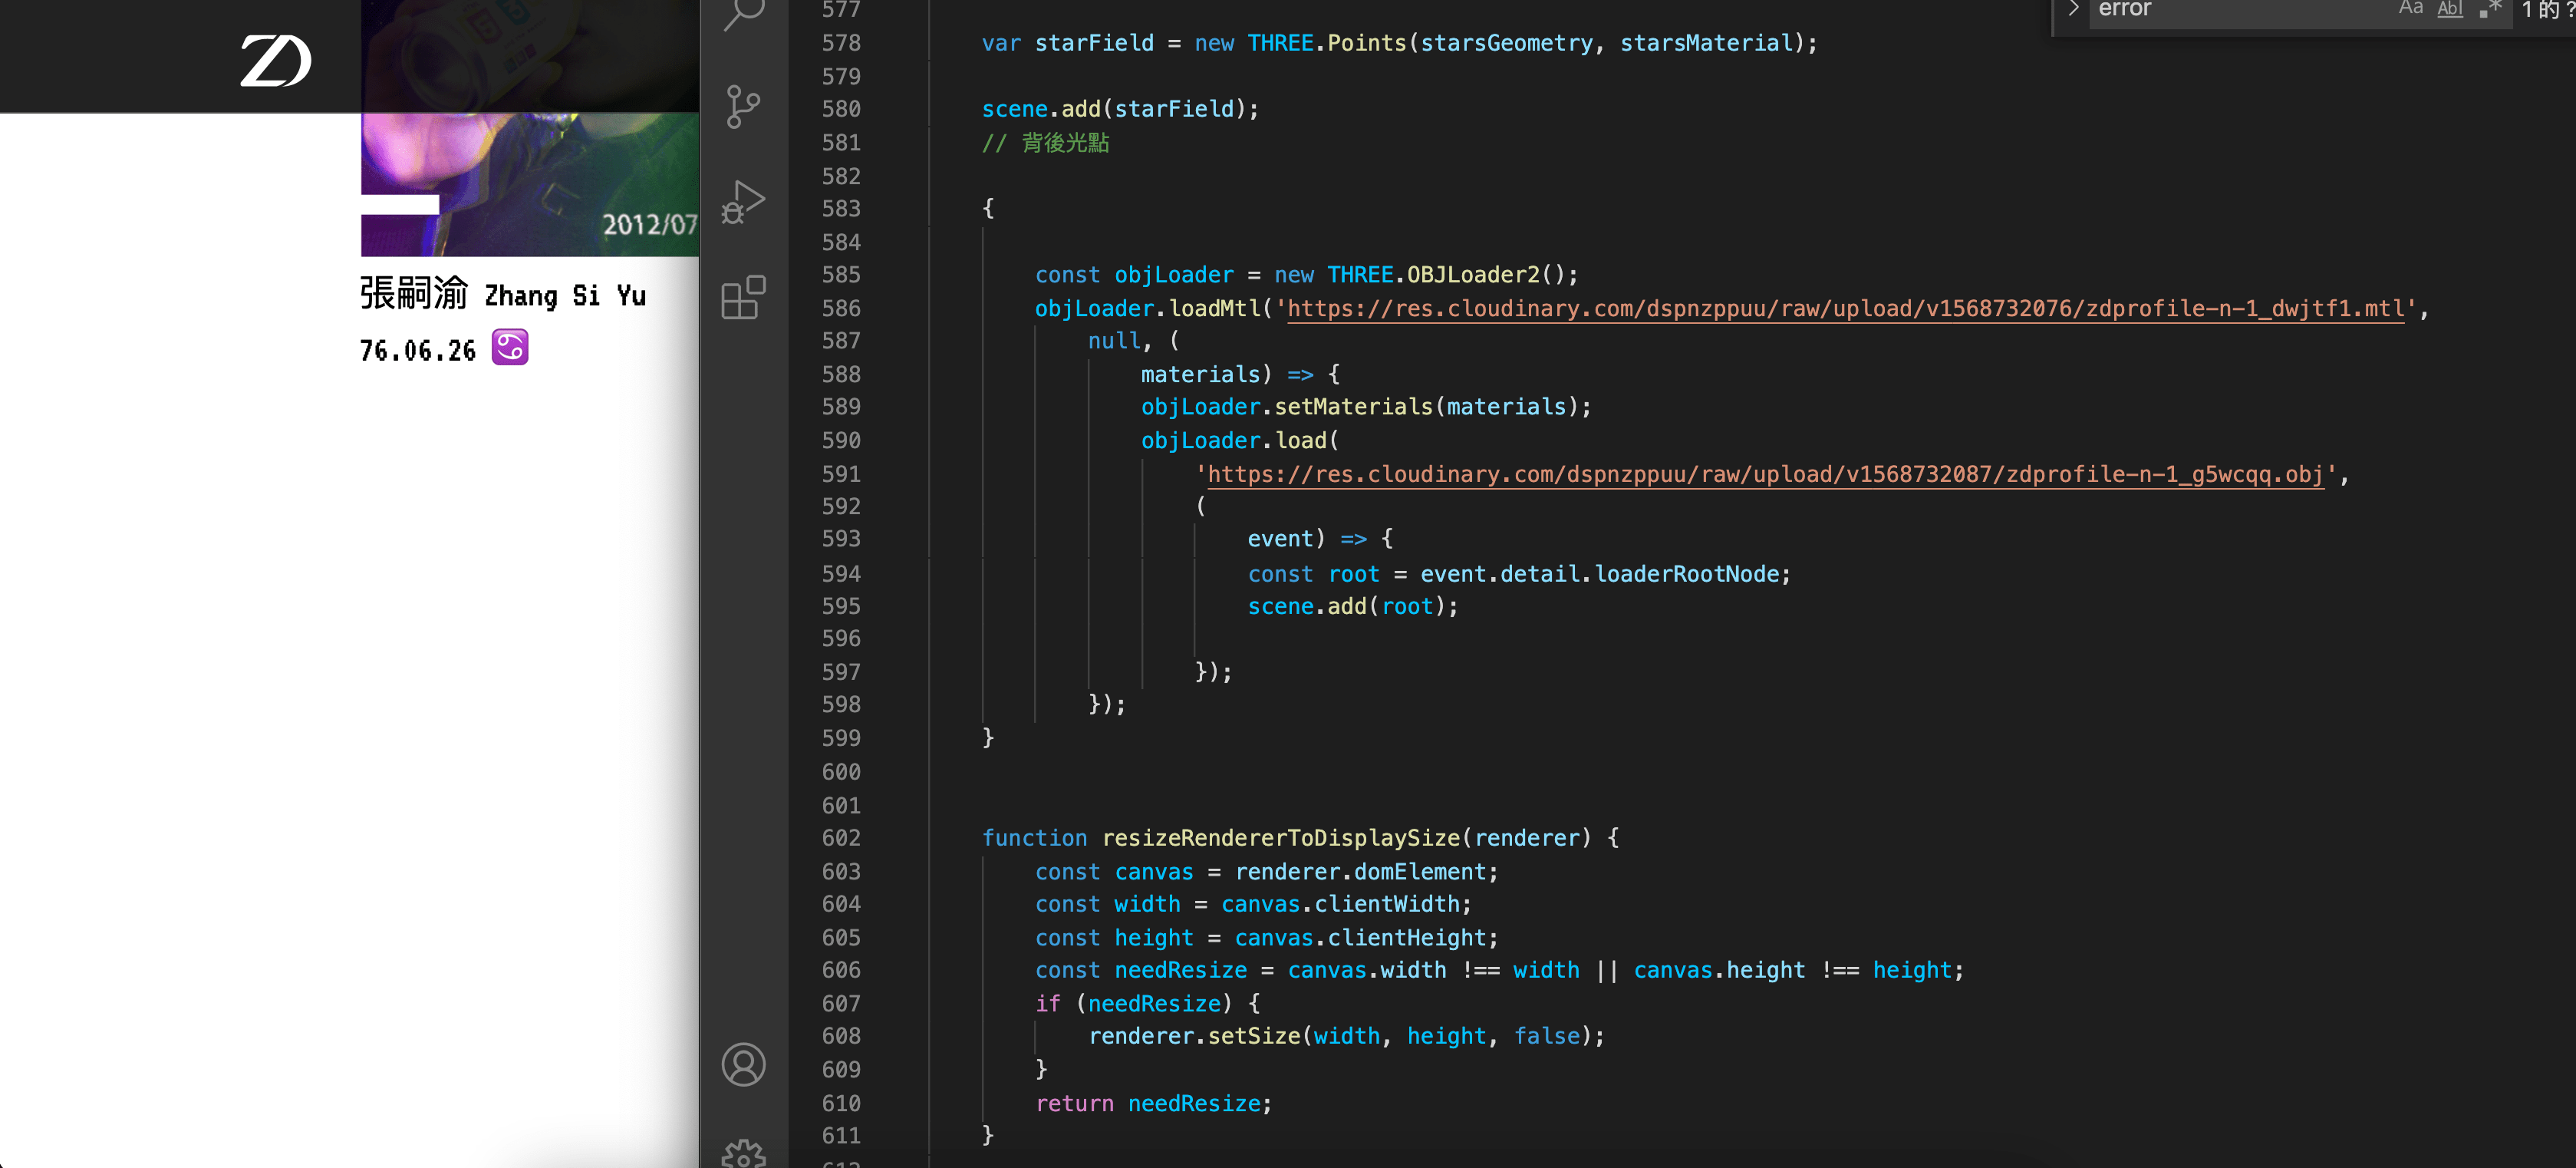 ZD
2012/07
張嗣渝 Zhang Si Yu
76.06.26 ♋
error
Aa Abl .* 1 的 ?
577
578 var starField = new THREE.Points(starsGeometry, starsMaterial);
579
580 scene.add(starField);
581 // 背後光點
582
583 {
584
585 const objLoader = new THREE.OBJLoader2();
586 objLoader.loadMtl('https://res.cloudinary.com/dspnzppuu/raw/upload/v1568732076/zdprofile-n-1_dwjtf1.mtl',
587 null, (
588 materials) => {
589 objLoader.setMaterials(materials);
590 objLoader.load(
591 'https://res.cloudinary.com/dspnzppuu/raw/upload/v1568732087/zdprofile-n-1_g5wcqq.obj',
592 (
593 event) => {
594 const root = event.detail.loaderRootNode;
595 scene.add(root);
596
597 });
598 });
599 }
600
601
602 function resizeRendererToDisplaySize(renderer) {
603 const canvas = renderer.domElement;
604 const width = canvas.clientWidth;
605 const height = canvas.clientHeight;
606 const needResize = canvas.width !== width || canvas.height !== height;
607 if (needResize) {
608 renderer.setSize(width, height, false);
609 }
610 return needResize;
611 }